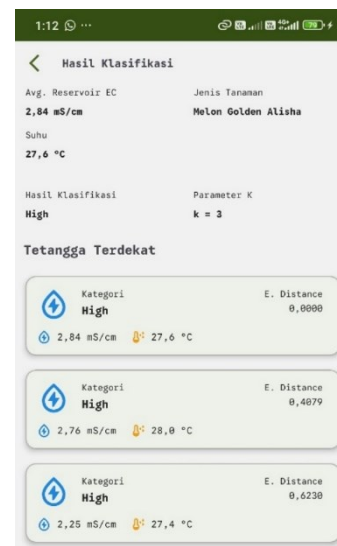 1:12 ...
79
Hasil Klasifikasi
Avg. Reservoir EC Jenis Tanaman
2,84 mS/cm Melon Golden Alisha
Suhu
27,6 °C
Hasil Klasifikasi Parameter K
High k = 3
Tetangga Terdekat
Kategori E. Distance
High 0,0000
2,84 mS/cm 27,6 °C
Kategori E. Distance
High 0,4079
2,76 mS/cm 28,0 °C
Kategori E. Distance
High 0,6230
2,25 mS/cm 27,4 °C